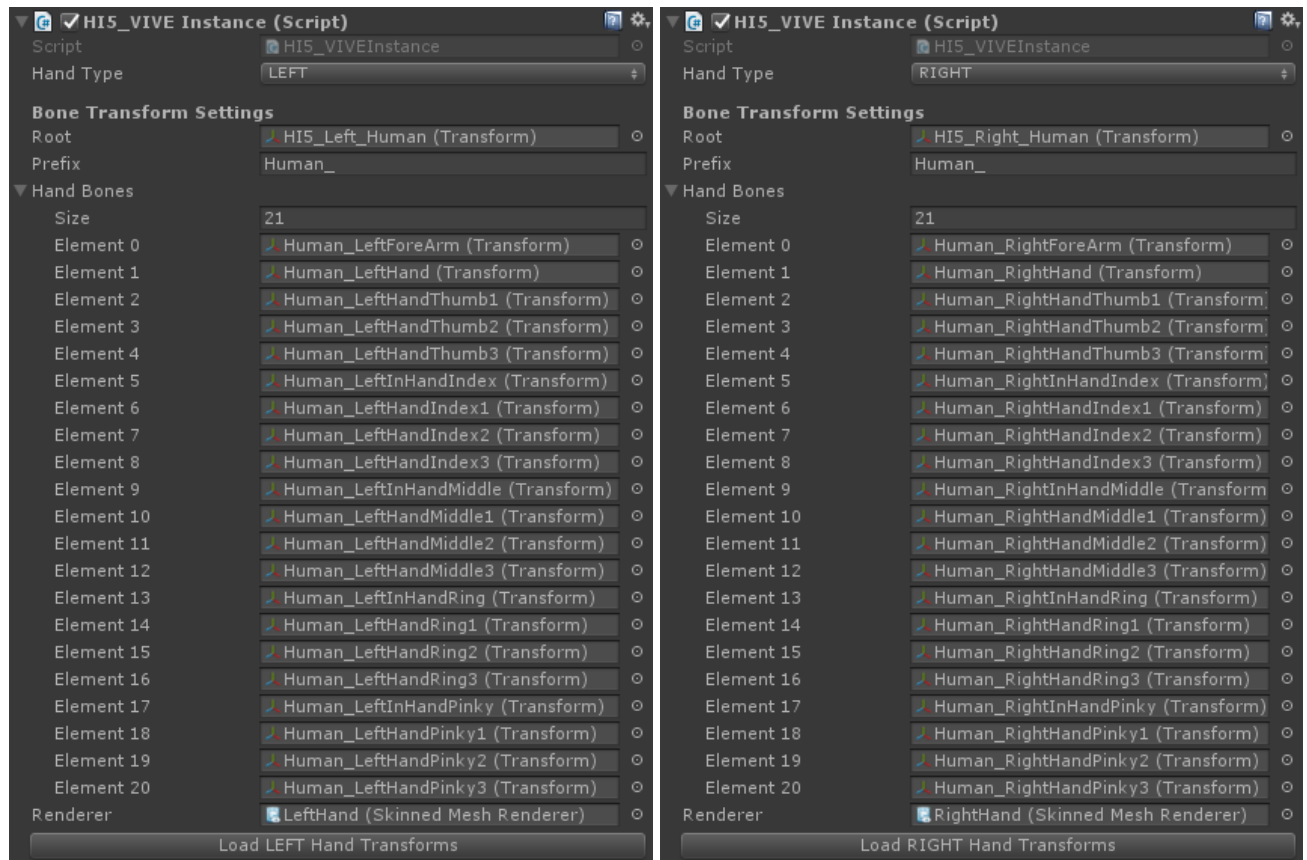 HI5_VIVE Instance (Script)
Script HI5_VIVEInstance
Hand Type LEFT
Bone Transform Settings
Root HI5_Left_Human (Transform)
Prefix Human_
Hand Bones
Size 21
Element 0 Human_LeftForeArm (Transform)
Element 1 Human_LeftHand (Transform)
Element 2 Human_LeftHandThumb1 (Transform)
Element 3 Human_LeftHandThumb2 (Transform)
Element 4 Human_LeftHandThumb3 (Transform)
Element 5 Human_LeftInHandIndex (Transform)
Element 6 Human_LeftHandIndex1 (Transform)
Element 7 Human_LeftHandIndex2 (Transform)
Element 8 Human_LeftHandIndex3 (Transform)
Element 9 Human_LeftInHandMiddle (Transform)
Element 10 Human_LeftHandMiddle1 (Transform)
Element 11 Human_LeftHandMiddle2 (Transform)
Element 12 Human_LeftHandMiddle3 (Transform)
Element 13 Human_LeftInHandRing (Transform)
Element 14 Human_LeftHandRing1 (Transform)
Element 15 Human_LeftHandRing2 (Transform)
Element 16 Human_LeftHandRing3 (Transform)
Element 17 Human_LeftInHandPinky (Transform)
Element 18 Human_LeftHandPinky1 (Transform)
Element 19 Human_LeftHandPinky2 (Transform)
Element 20 Human_LeftHandPinky3 (Transform)
Renderer LeftHand (Skinned Mesh Renderer)
Load LEFT Hand Transforms
HI5_VIVE Instance (Script)
Script HI5_VIVEInstance
Hand Type RIGHT
Bone Transform Settings
Root HI5_Right_Human (Transform)
Prefix Human_
Hand Bones
Size 21
Element 0 Human_RightForeArm (Transform)
Element 1 Human_RightHand (Transform)
Element 2 Human_RightHandThumb1 (Transform)
Element 3 Human_RightHandThumb2 (Transform)
Element 4 Human_RightHandThumb3 (Transform)
Element 5 Human_RightInHandIndex (Transform)
Element 6 Human_RightHandIndex1 (Transform)
Element 7 Human_RightHandIndex2 (Transform)
Element 8 Human_RightHandIndex3 (Transform)
Element 9 Human_RightInHandMiddle (Transform
Element 10 Human_RightHandMiddle1 (Transform)
Element 11 Human_RightHandMiddle2 (Transform)
Element 12 Human_RightHandMiddle3 (Transform)
Element 13 Human_RightInHandRing (Transform)
Element 14 Human_RightHandRing1 (Transform)
Element 15 Human_RightHandRing2 (Transform)
Element 16 Human_RightHandRing3 (Transform)
Element 17 Human_RightInHandPinky (Transform)
Element 18 Human_RightHandPinky1 (Transform)
Element 19 Human_RightHandPinky2 (Transform)
Element 20 Human_RightHandPinky3 (Transform)
Renderer RightHand (Skinned Mesh Renderer)
Load RIGHT Hand Transforms